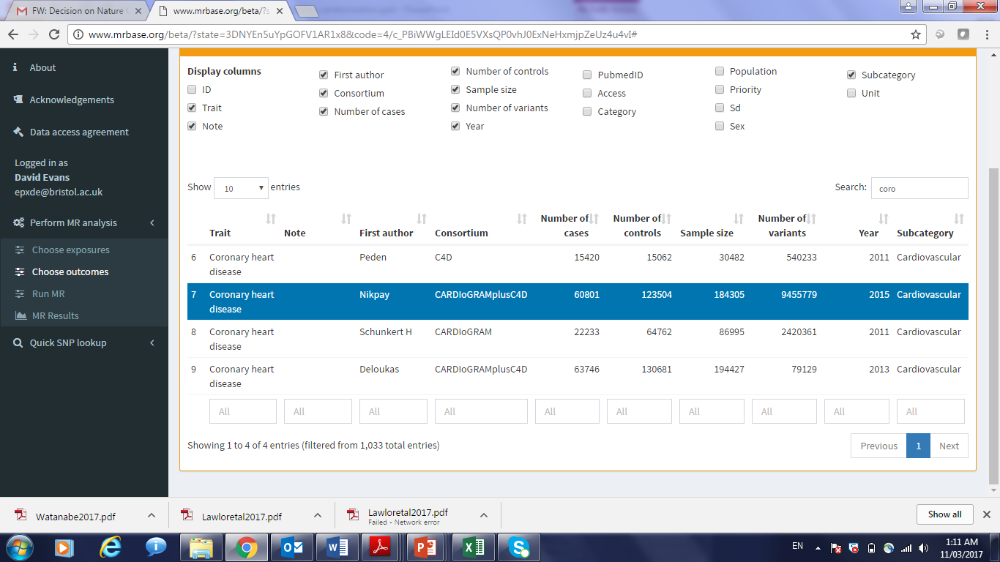 FW: Decision on Nature
www.mrbase.org/beta/?s
www.mrbase.org/beta/?state=3DNYEn5uYpGOFV1AR1x8&code=4/c_PBiWWgLEId0E5VXsQP0vhJ0ExNeHxmjpZeUz4u4vI#
About
Acknowledgements
Data access agreement
Logged in as
David Evans
epxde@bristol.ac.uk
Perform MR analysis
Choose exposures
Choose outcomes
Run MR
MR Results
Quick SNP lookup
Display columns
ID
Trait
Note
First author
Consortium
Number of cases
Number of controls
Sample size
Number of variants
Year
PubmedID
Access
Category
Population
Priority
Sd
Sex
Subcategory
Unit
Show 10 entries
Search: coro
Trait Note First author Consortium Number of cases Number of controls Sample size Number of variants Year Subcategory
6 Coronary heart disease Peden C4D 15420 15062 30482 540233 2011 Cardiovascular
7 Coronary heart disease Nikpay CARDIoGRAMplusC4D 60801 123504 184305 9455779 2015 Cardiovascular
8 Coronary heart disease Schunkert H CARDIoGRAM 22233 64762 86995 2420361 2011 Cardiovascular
9 Coronary heart disease Deloukas CARDIoGRAMplusC4D 63746 130681 194427 79129 2013 Cardiovascular
All All All All All All All All All All
Showing 1 to 4 of 4 entries (filtered from 1,033 total entries)
Previous 1 Next
Watanabe2017.pdf
Lawloretal2017.pdf
Lawloretal2017.pdf
Failed - Network error
Show all
EN
1:11 AM
11/03/2017